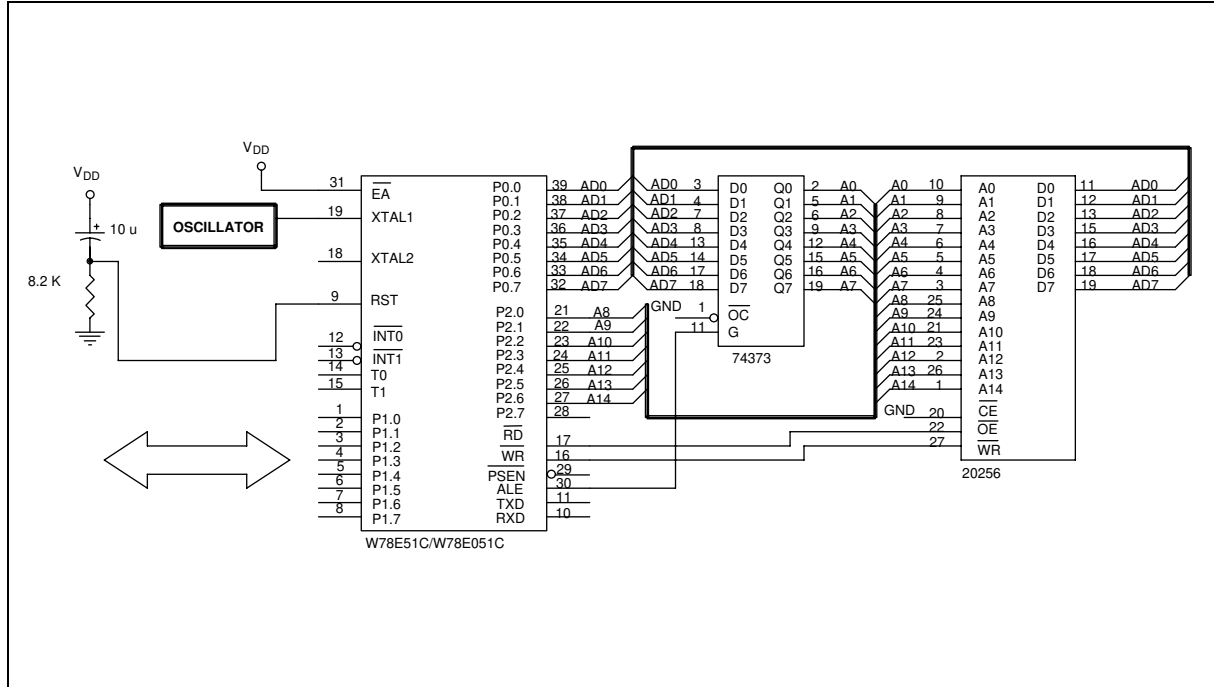 VDD
VDD
10 u
8.2 K
OSCILLATOR
31 EA
19 XTAL1
18 XTAL2
9 RST
12 INT0
13 INT1
14 T0
15 T1
1 P1.0
2 P1.1
3 P1.2
4 P1.3
5 P1.4
6 P1.5
7 P1.6
8 P1.7
P0.0 39 AD0
P0.1 38 AD1
P0.2 37 AD2
P0.3 36 AD3
P0.4 35 AD4
P0.5 34 AD5
P0.6 33 AD6
P0.7 32 AD7
P2.0 21 A8
P2.1 22 A9
P2.2 23 A10
P2.3 24 A11
P2.4 25 A12
P2.5 26 A13
P2.6 27 A14
P2.7 28
RD 17
WR 16
PSEN 29
ALE 30
TXD 11
RXD 10
W78E51C/W78E051C
AD0 3 D0 Q0 2 A0
AD1 4 D1 Q1 5 A1
AD2 7 D2 Q2 6 A2
AD3 8 D3 Q3 9 A3
AD4 13 D4 Q4 12 A4
AD5 14 D5 Q5 15 A5
AD6 17 D6 Q6 16 A6
AD7 18 D7 Q7 19 A7
GND 1 OC
11 G
74373
A0 10 A0 D0 11 AD0
A1 9 A1 D1 12 AD1
A2 8 A2 D2 13 AD2
A3 7 A3 D3 15 AD3
A4 6 A4 D4 16 AD4
A5 5 A5 D5 17 AD5
A6 4 A6 D6 18 AD6
A7 3 A7 D7 19 AD7
A8 25 A8
A9 24 A9
A10 21 A10
A11 23 A11
A12 2 A12
A13 26 A13
A14 1 A14
GND 20 CE
22 OE
27 WR
20256